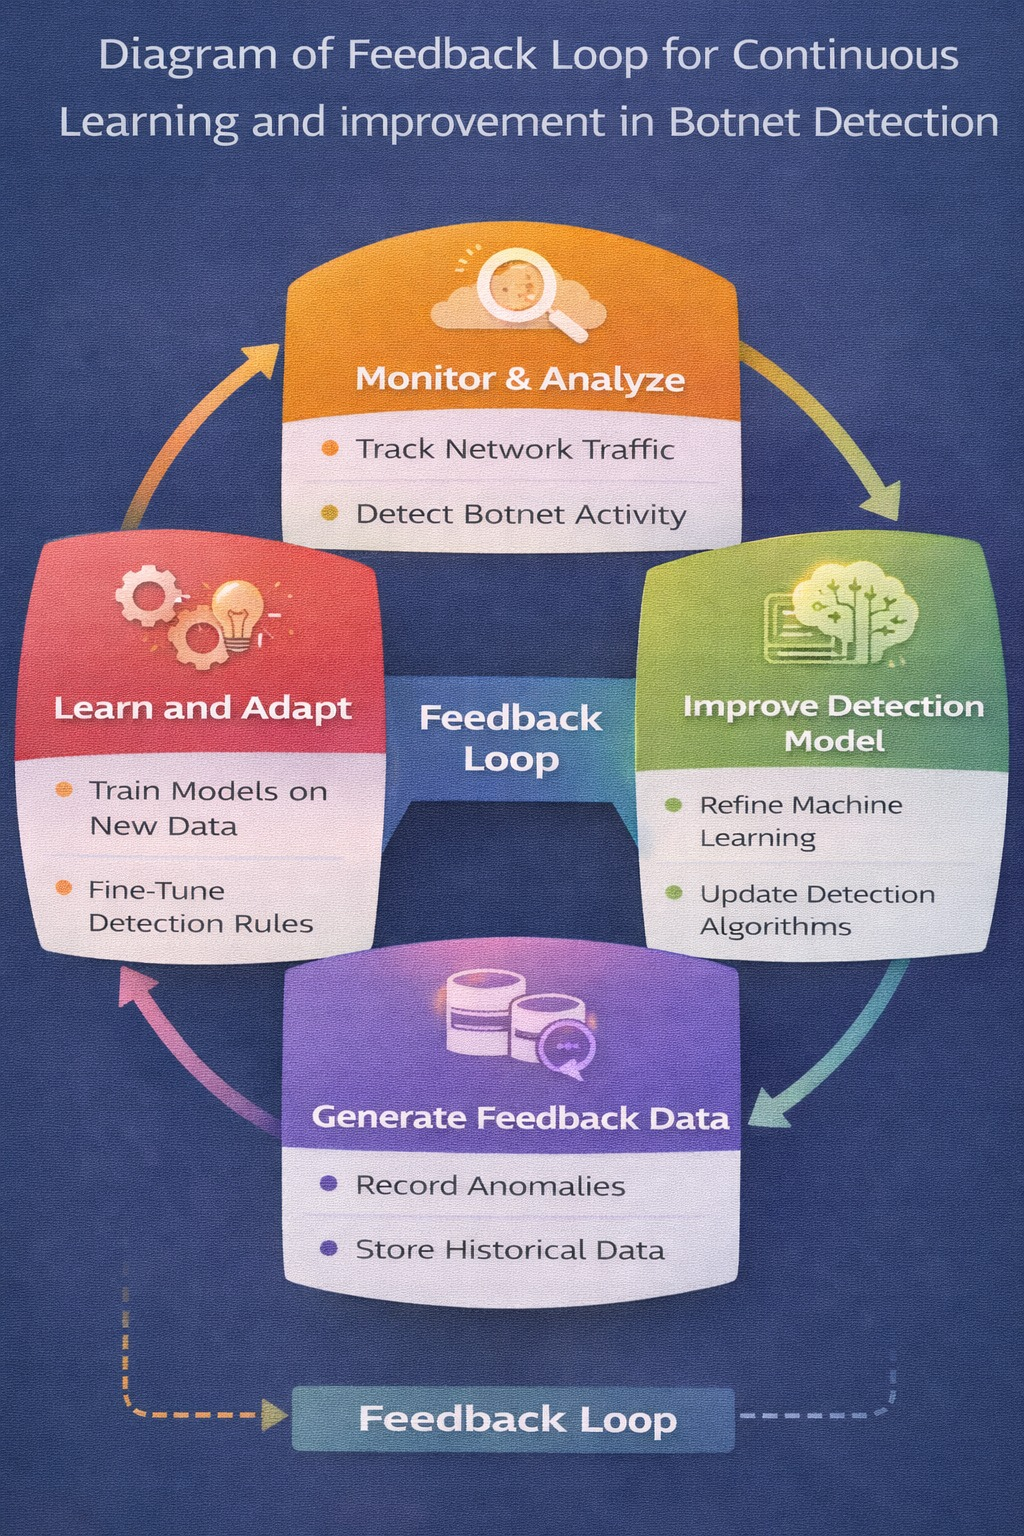 Diagram of Feedback Loop for Continuous
Learning and improvement in Botnet Detection
Monitor & Analyze
Track Network Traffic
Detect Botnet Activity
Learn and Adapt
Train Models on
New Data
Fine-Tune
Detection Rules
Feedback
Loop
Improve Detection
Model
Refine Machine
Learning
Update Detection
Algorithms
Generate Feedback Data
Record Anomalies
Store Historical Data
Feedback Loop